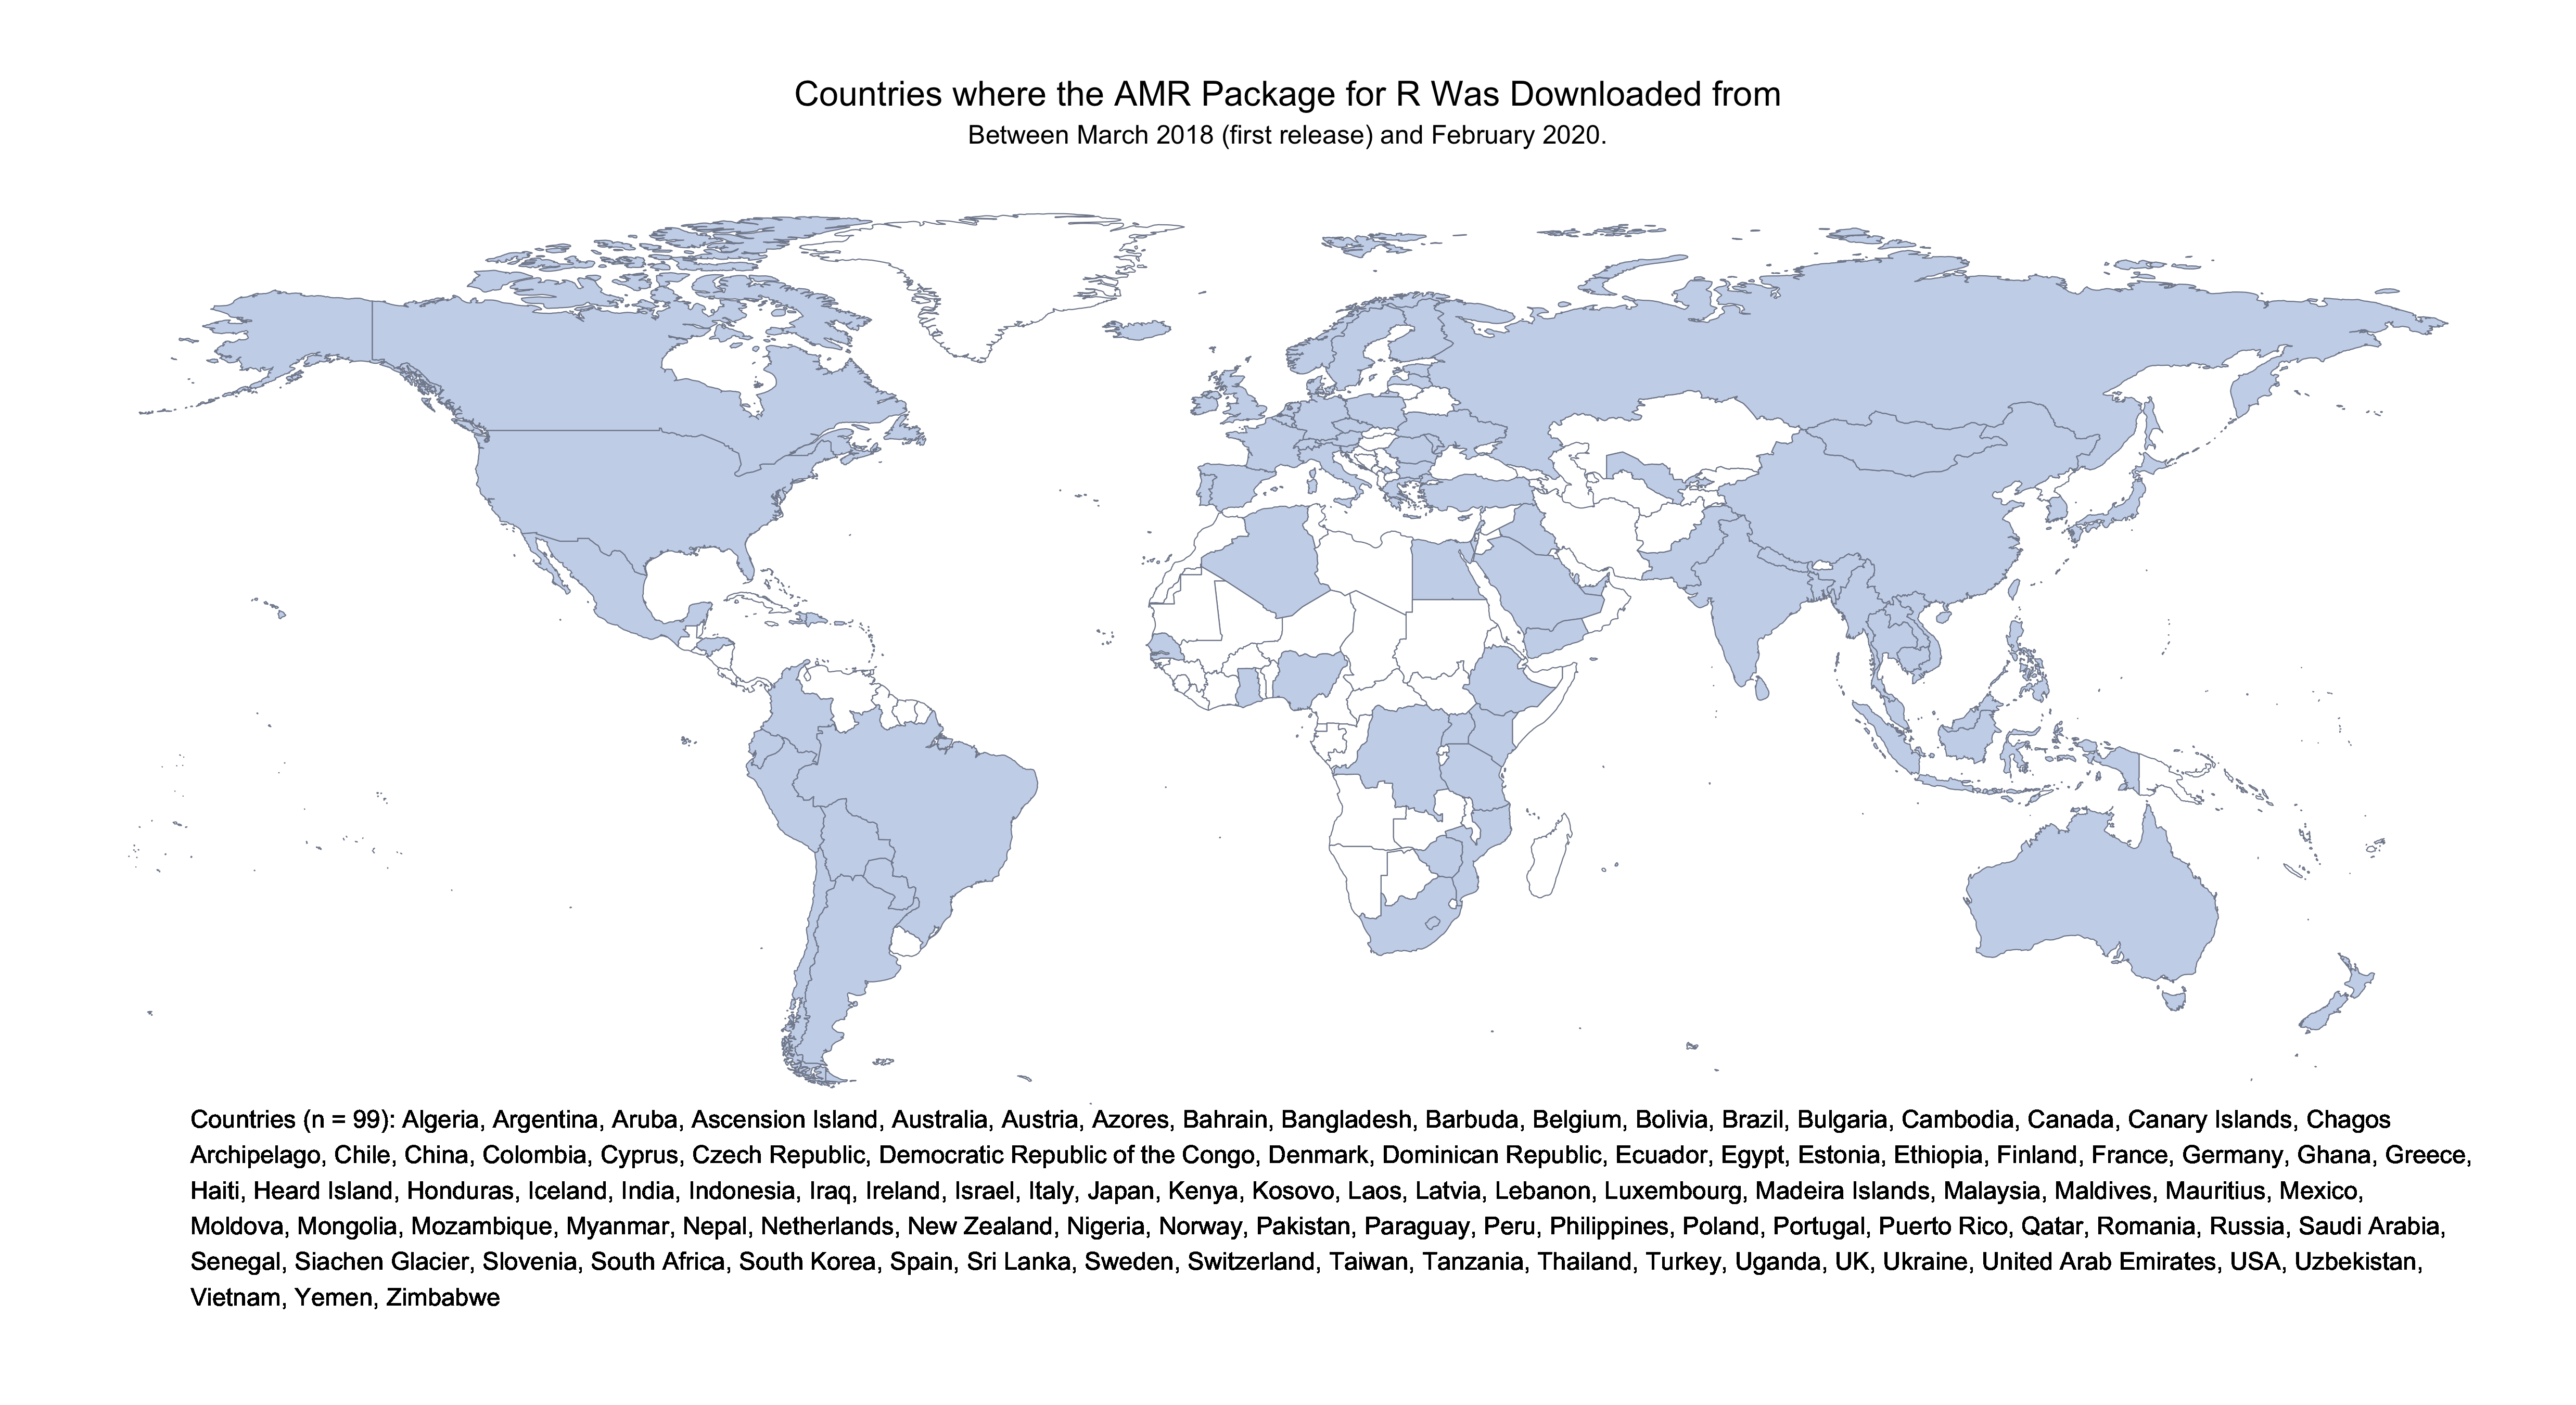 Countries where the AMR Package for R Was Downloaded from
Between March 2018 (first release) and February 2020.
Countries (n = 99): Algeria, Argentina, Aruba, Ascension Island, Australia, Austria, Azores, Bahrain, Bangladesh, Barbuda, Belgium, Bolivia, Brazil, Bulgaria, Cambodia, Canada, Canary Islands, Chagos
Archipelago, Chile, China, Colombia, Cyprus, Czech Republic, Democratic Republic of the Congo, Denmark, Dominican Republic, Ecuador, Egypt, Estonia, Ethiopia, Finland, France, Germany, Ghana, Greece,
Haiti, Heard Island, Honduras, Iceland, India, Indonesia, Iraq, Ireland, Israel, Italy, Japan, Kenya, Kosovo, Laos, Latvia, Lebanon, Luxembourg, Madeira Islands, Malaysia, Maldives, Mauritius, Mexico,
Moldova, Mongolia, Mozambique, Myanmar, Nepal, Netherlands, New Zealand, Nigeria, Norway, Pakistan, Paraguay, Peru, Philippines, Poland, Portugal, Puerto Rico, Qatar, Romania, Russia, Saudi Arabia,
Senegal, Siachen Glacier, Slovenia, South Africa, South Korea, Spain, Sri Lanka, Sweden, Switzerland, Taiwan, Tanzania, Thailand, Turkey, Uganda, UK, Ukraine, United Arab Emirates, USA, Uzbekistan,
Vietnam, Yemen, Zimbabwe